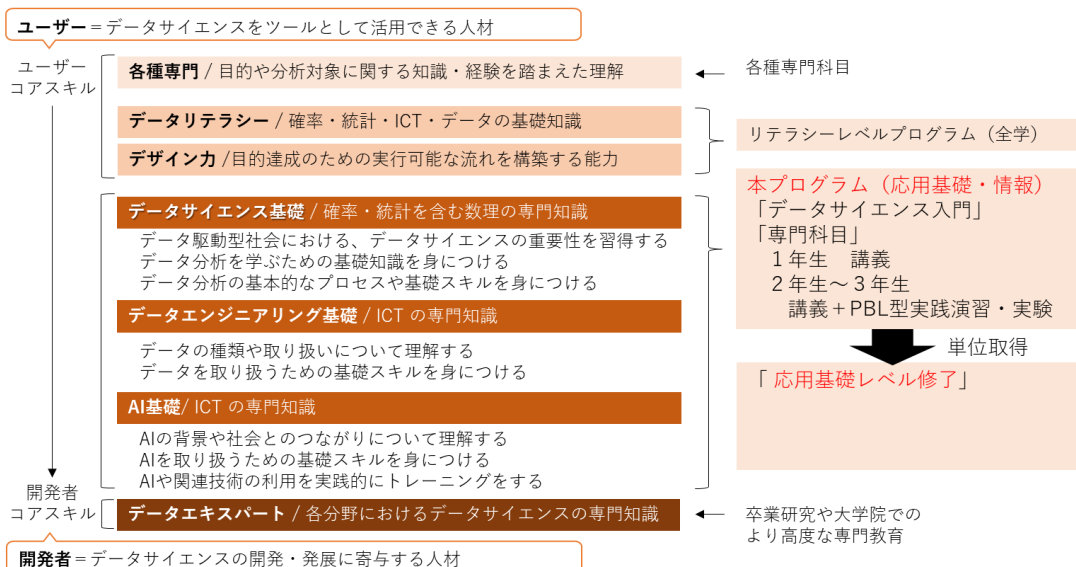 ユーザー＝データサイエンスをツールとして活用できる人材
ユーザー
コアスキル
各種専門 / 目的や分析対象に関する知識・経験を踏まえた理解
各種専門科目
データリテラシー / 確率・統計・ICT・データの基礎知識
デザイン力 /目的達成のための実行可能な流れを構築する能力
リテラシーレベルプログラム（全学）
データサイエンス基礎 / 確率・統計を含む数理の専門知識
データ駆動型社会における、データサイエンスの重要性を習得する
データ分析を学ぶための基礎知識を身につける
データ分析の基本的なプロセスや基礎スキルを身につける
データエンジニアリング基礎 / ICT の専門知識
データの種類や取り扱いについて理解する
データを取り扱うための基礎スキルを身につける
AI基礎/ ICT の専門知識
AIの背景や社会とのつながりについて理解する
AIを取り扱うための基礎スキルを身につける
AIや関連技術の利用を実践的にトレーニングをする
本プログラム（応用基礎・情報）
「データサイエンス入門」
「専門科目」
１年生　講義
２年生～３年生
講義＋PBL型実践演習・実験
単位取得
「 応用基礎レベル修了」
開発者
コアスキル
データエキスパート / 各分野におけるデータサイエンスの専門知識
卒業研究や大学院での
より高度な専門教育
開発者＝データサイエンスの開発・発展に寄与する人材